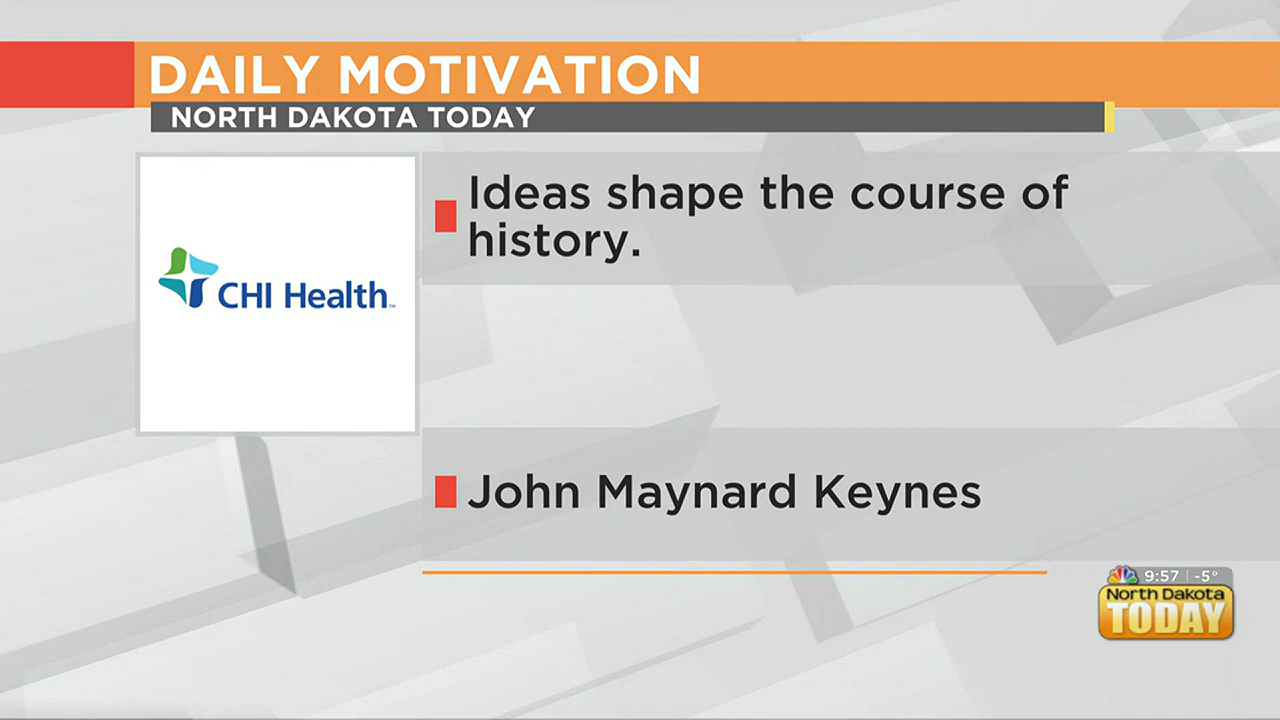 DAILY MOTIVATION
NORTH DAKOTA TODAY
CHI Health™
Ideas shape the course of
history.
John Maynard Keynes
9:57 | -5°
North Dakota
TODAY